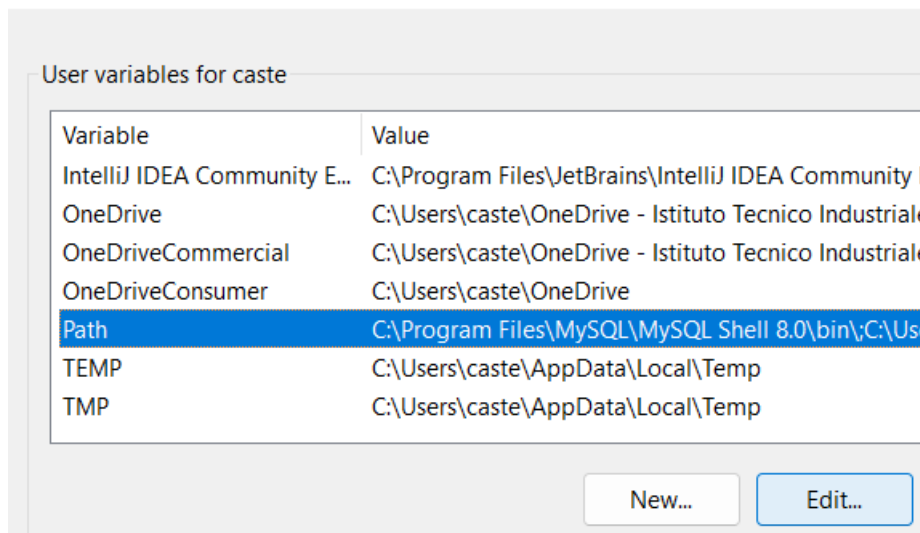 User variables for caste
Variable Value
IntelliJ IDEA Community E... C:\Program Files\JetBrains\IntelliJ IDEA Community
OneDrive C:\Users\caste\OneDrive - Istituto Tecnico Industriale
OneDriveCommercial C:\Users\caste\OneDrive - Istituto Tecnico Industriale
OneDriveConsumer C:\Users\caste\OneDrive
Path C:\Program Files\MySQL\MySQL Shell 8.0\bin\;C:\Use
TEMP C:\Users\caste\AppData\Local\Temp
TMP C:\Users\caste\AppData\Local\Temp
New... Edit...